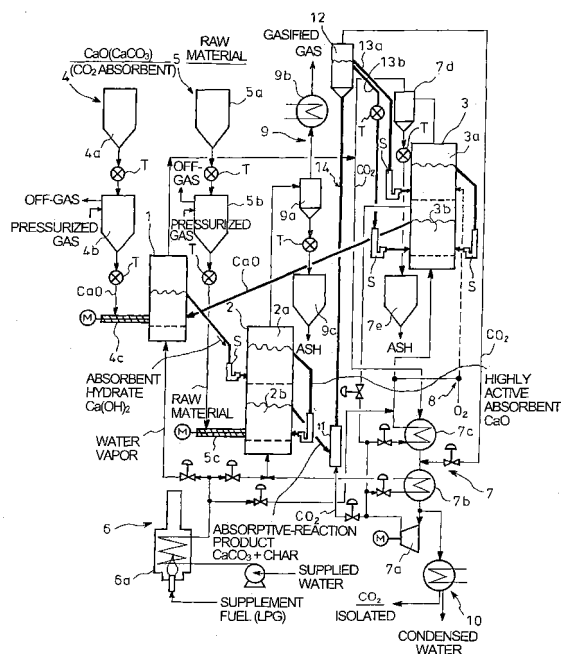 12
GASIFIED
GAS
13a
13b
CaO(CaCO₃)
(CO₂ ABSORBENT)
RAW
MATERIAL
4
5
5a
9b
7d
T
3
3a
4a
9
T
S
T
T
OFF-
GAS
14
CO₂
OFF-GAS
PRESSURIZED
GAS
4b
1
PRESSURIZED
GAS
5b
9a
3b
T
T
T
CaO
CaO
S
S
2
2a
9c
7e
M
4c
ASH
ASH
CO₂
S
ABSORBENT
HYDRATE
Ca(OH)₂
RAW
MATERIAL
2b
8
O₂
HIGHLY
ACTIVE
ABSORBENT
CaO
M
5c
11
7c
WATER
VAPOR
7
CO₂
7b
6
ABSORPTIVE-REACTION
PRODUCT
CaCO₃+CHAR
M
7a
6a
SUPPLIED
WATER
SUPPLEMENT
FUEL (LPG)
CO₂
ISOLATED
10
CONDENSED
WATER